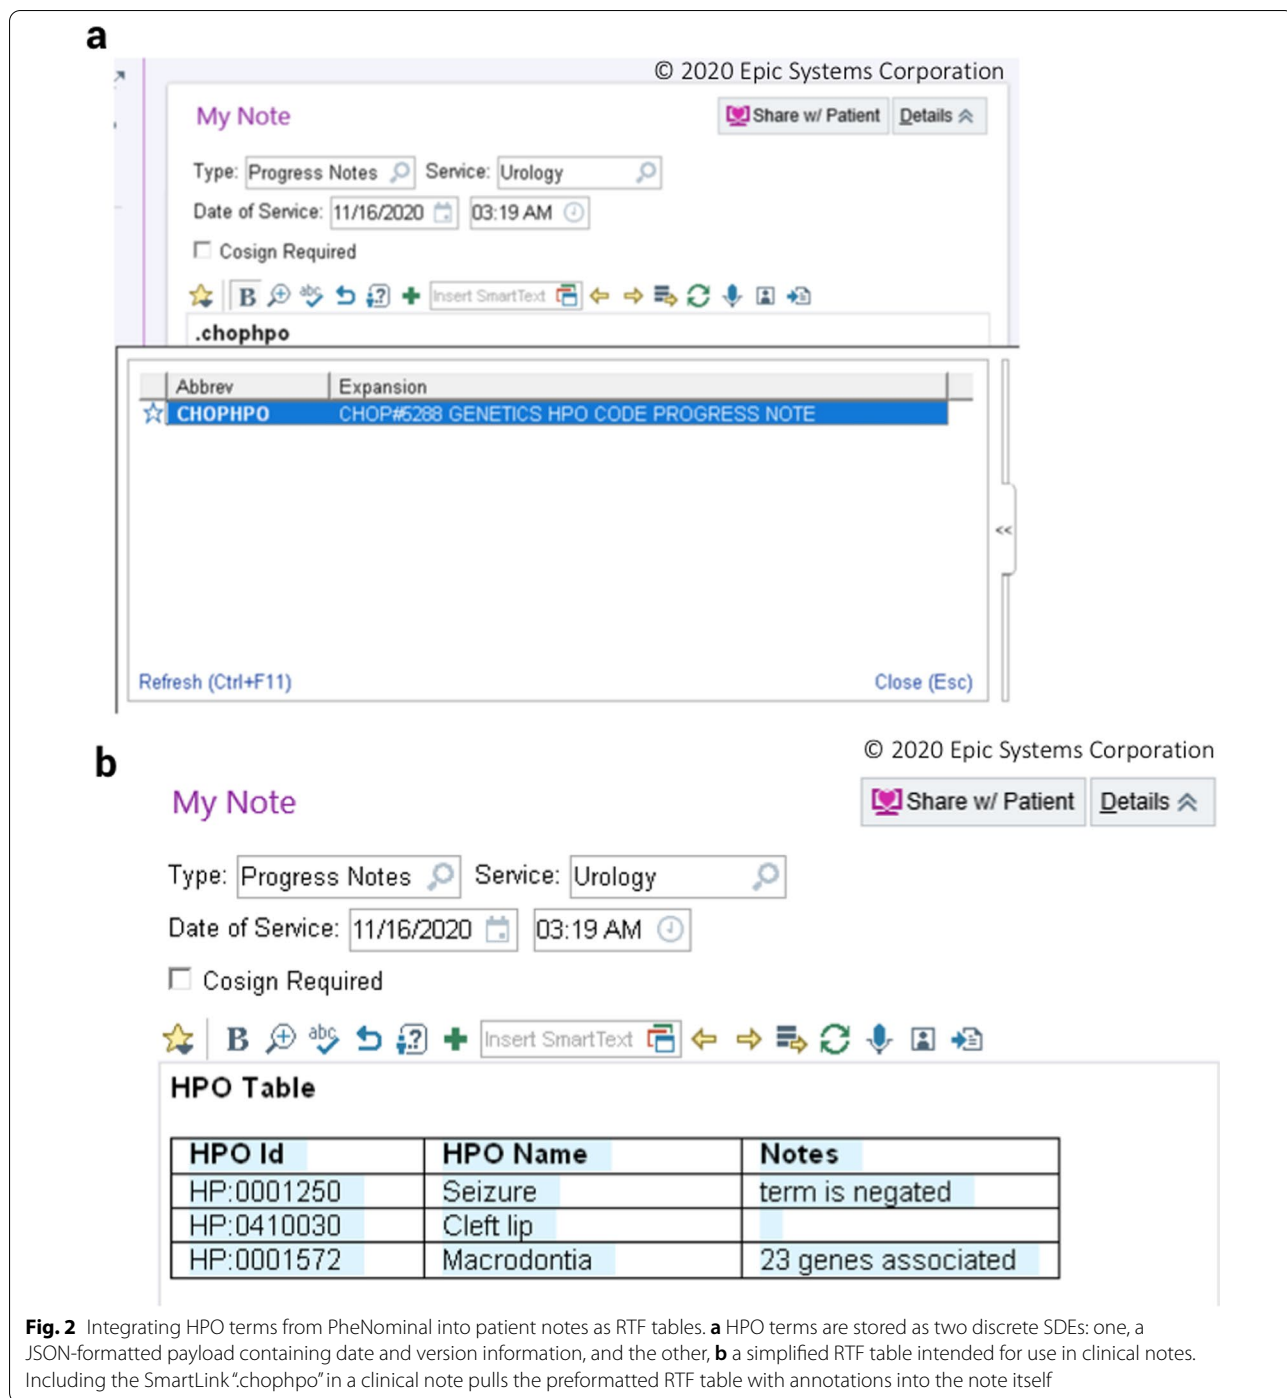 a
© 2020 Epic Systems Corporation
My Note
Share w/ Patient Details
Type: Progress Notes Service: Urology
Date of Service: 11/16/2020 03:19 AM
Cosign Required
B abc Insert SmartText
.chophpo
Abbrev Expansion
CHOPHPO CHOP#5288 GENETICS HPO CODE PROGRESS NOTE
<<
Refresh (Ctrl+F11) Close (Esc)
b
© 2020 Epic Systems Corporation
My Note
Share w/ Patient Details
Type: Progress Notes Service: Urology
Date of Service: 11/16/2020 03:19 AM
Cosign Required
B abc Insert SmartText
HPO Table
HPO Id HPO Name Notes
HP:0001250 Seizure term is negated
HP:0410030 Cleft lip
HP:0001572 Macrodontia 23 genes associated
Fig. 2 Integrating HPO terms from PheNominal into patient notes as RTF tables. a HPO terms are stored as two discrete SDEs: one, a
JSON-formatted payload containing date and version information, and the other, b a simplified RTF table intended for use in clinical notes.
Including the SmartLink ".chophpo" in a clinical note pulls the preformatted RTF table with annotations into the note itself